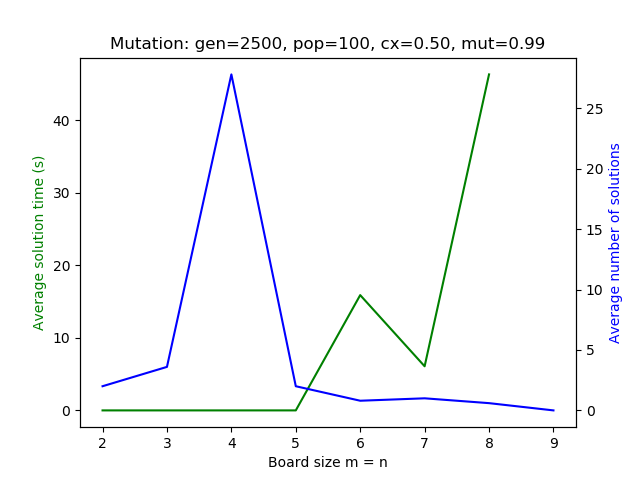 Mutation: gen=2500, pop=100, cx=0.50, mut=0.99
Average solution time (s)
40
30
20
10
0
25
20
15
10
5
0
Average number of solutions
2 3 4 5 6 7 8 9
Board size m = n